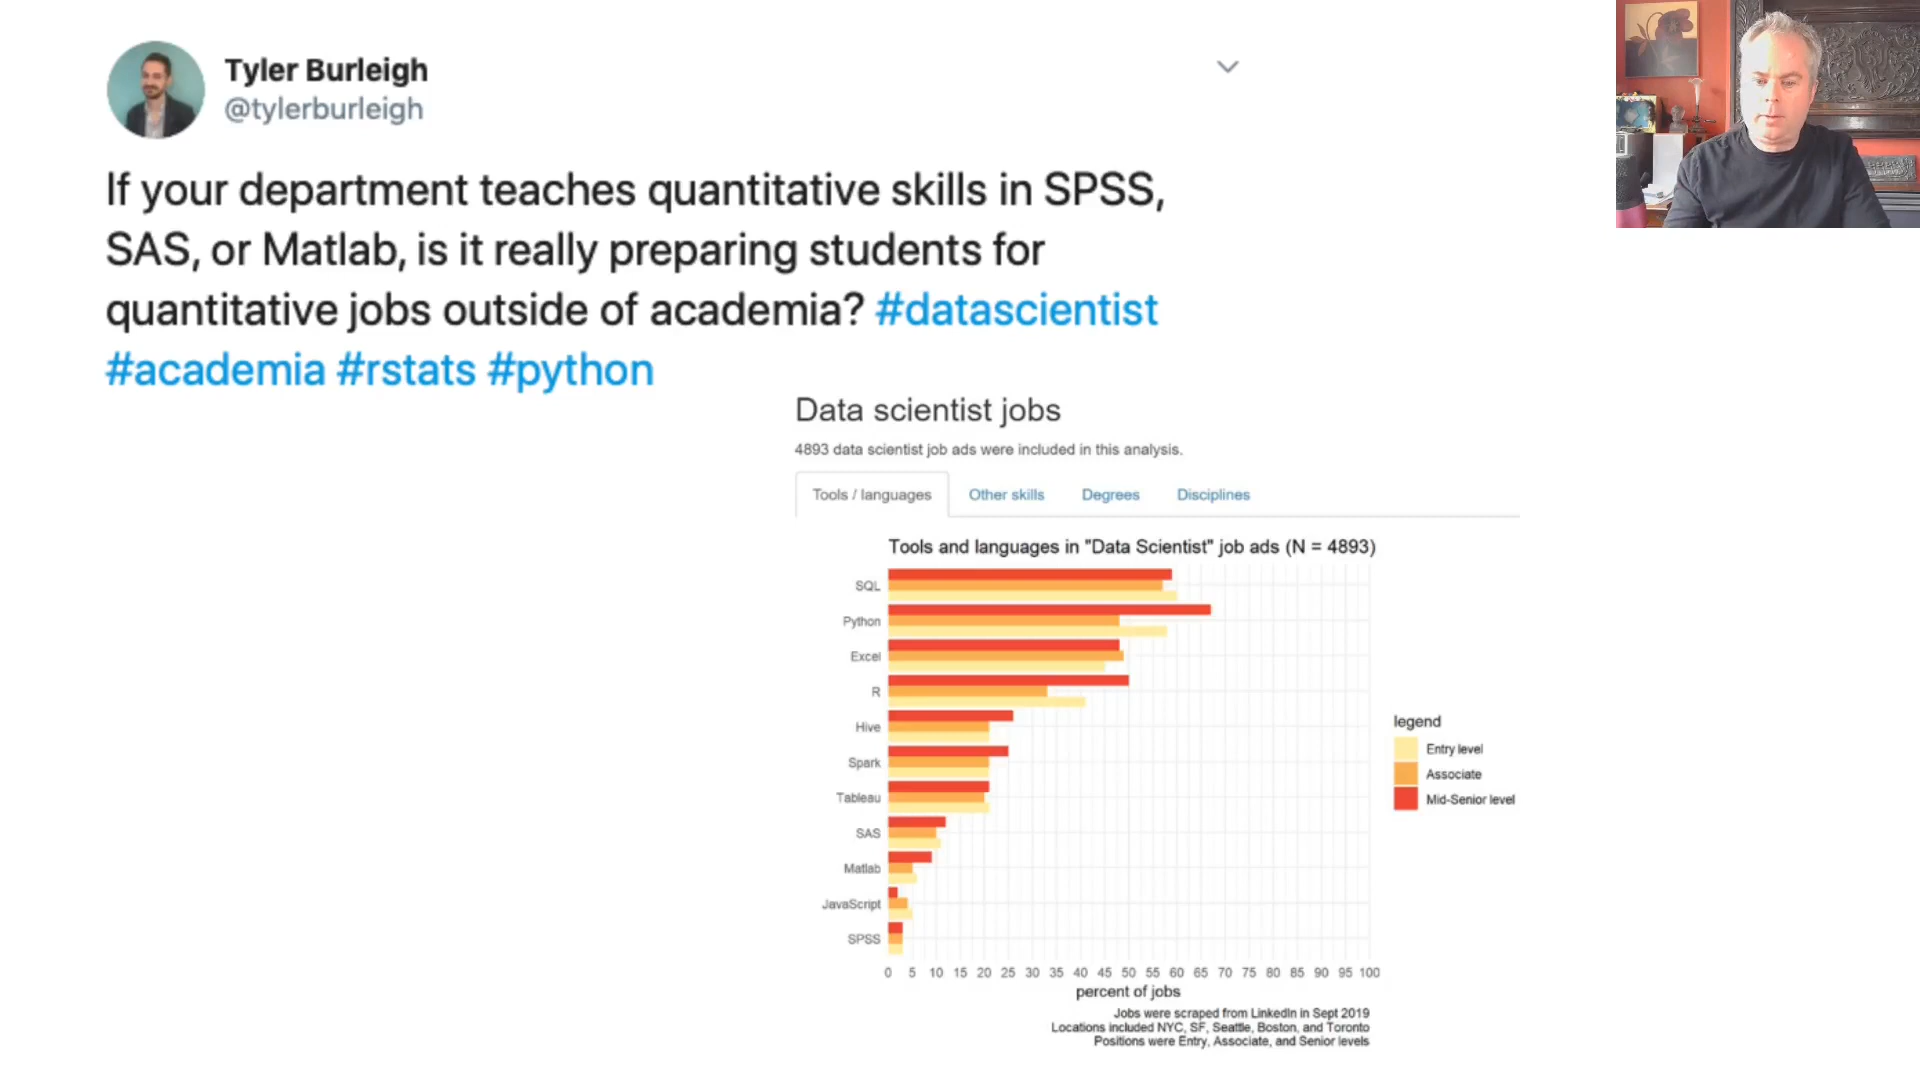 Tyler Burleigh
@tylerburleigh
If your department teaches quantitative skills in SPSS,
SAS, or Matlab, is it really preparing students for
quantitative jobs outside of academia? #datascientist
#academia #rstats #python
Data scientist jobs
4893 data scientist job ads were included in this analysis.
Tools / languages Other skills Degrees Disciplines
Tools and languages in "Data Scientist" job ads (N = 4893)
SQL
Python
Excel
R
Hive
Spark
Tableau
SAS
Matlab
JavaScript
SPSS
legend
Entry level
Associate
Mid-Senior level
0 5 10 15 20 25 30 35 40 45 50 55 60 65 70 75 80 85 90 95 100
percent of jobs
Jobs were scraped from LinkedIn in Sept 2019
Locations included NYC, SF, Seattle, Boston, and Toronto
Positions were Entry, Associate, and Senior levels